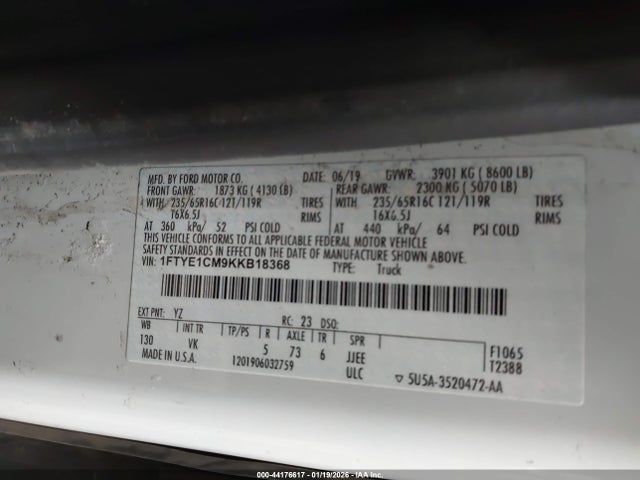 MFD. BY FORD MOTOR CO. DATE: 06/19 GVWR: 3901 KG ( 8600 LB)
FRONT GAWR: 1873 KG ( 4130 LB) REAR GAWR: 2300 KG ( 5070 LB)
WITH 235/65R16C 121/119R TIRES WITH 235/65R16C 121/119R TIRES
16X6.5J RIMS 16X6.5J RIMS
AT 360 kPa/ 52 PSI COLD AT 440 kPa/ 64 PSI COLD
THIS VEHICLE CONFORMS TO ALL APPLICABLE FEDERAL MOTOR VEHICLE
SAFETY STANDARDS IN EFFECT ON THE DATE OF MANUFACTURE SHOWN ABOVE.
VIN: 1FTYE1CM9KKB18368 TYPE: Truck
EXT PNT: YZ RC: 23 DSO:
WB INT TR TP/PS R AXLE TR SPR F1065
130 VK 5 73 6 JJEE T2388
MADE IN U.S.A. 1201906032759 ULC ▽ 5U5A-3520472-AA
000-44176617 - 01/19/2026 - IAATAX.COM